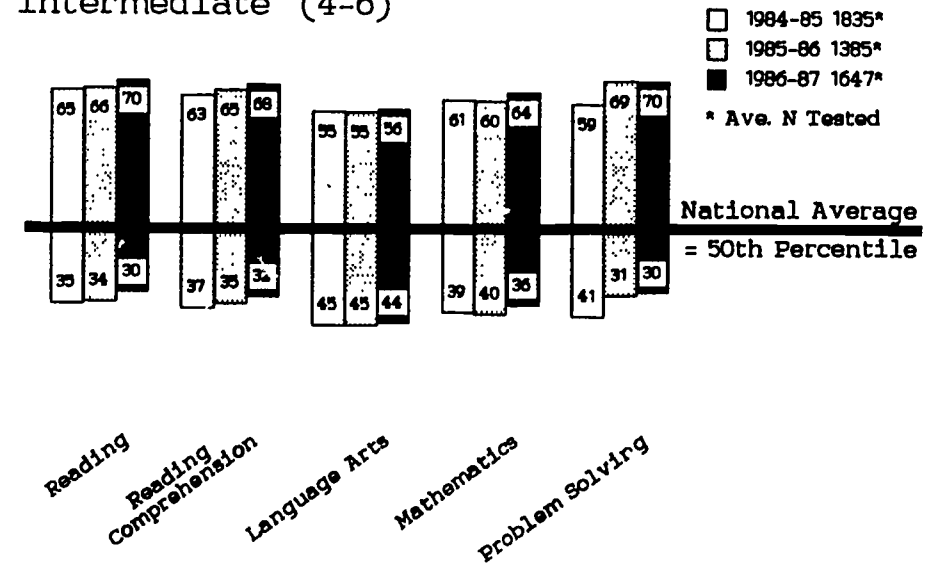 Intermediate (4-6)
1984-85 1835*
1985-86 1385*
1986-87 1647*
* Ave. N Tested
65 66 70 63 65 68 55 55 56 61 60 64 59 69 70
National Average
= 50th Percentile
35 34 30 37 35 45 45 44 39 40 36 41 31 30
Reading
Reading
Comprehension
Language Arts
Mathematics
Problem Solving